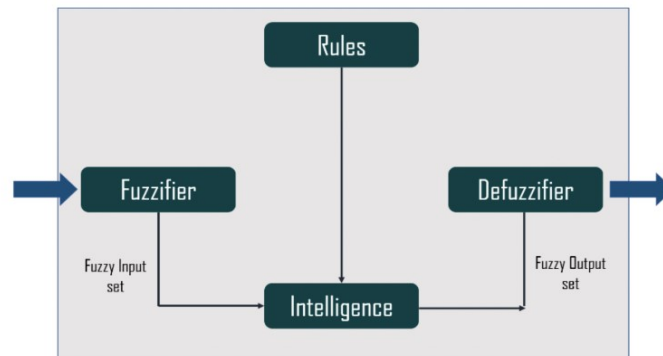 Rules
Fuzzifier
Defuzzifier
Fuzzy Input
set
Fuzzy Output
set
Intelligence